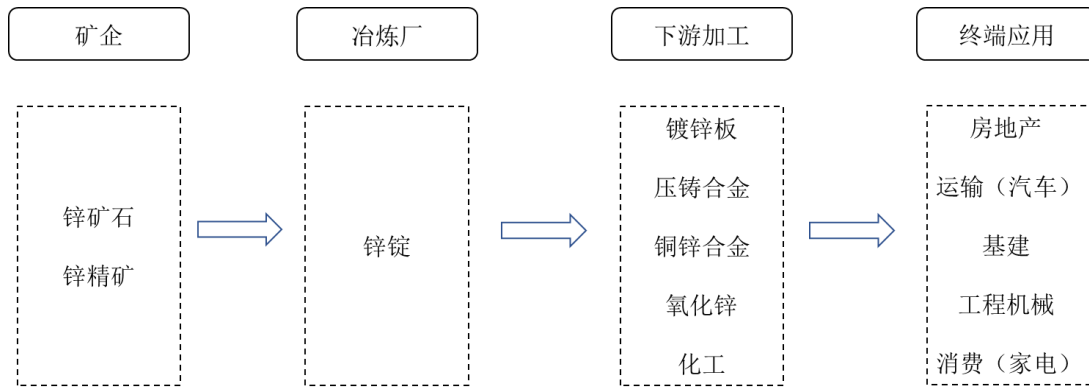 矿企
冶炼厂
下游加工
终端应用
锌矿石
锌精矿
锌锭
镀锌板
压铸合金
铜锌合金
氧化锌
化工
房地产
运输（汽车）
基建
工程机械
消费（家电）